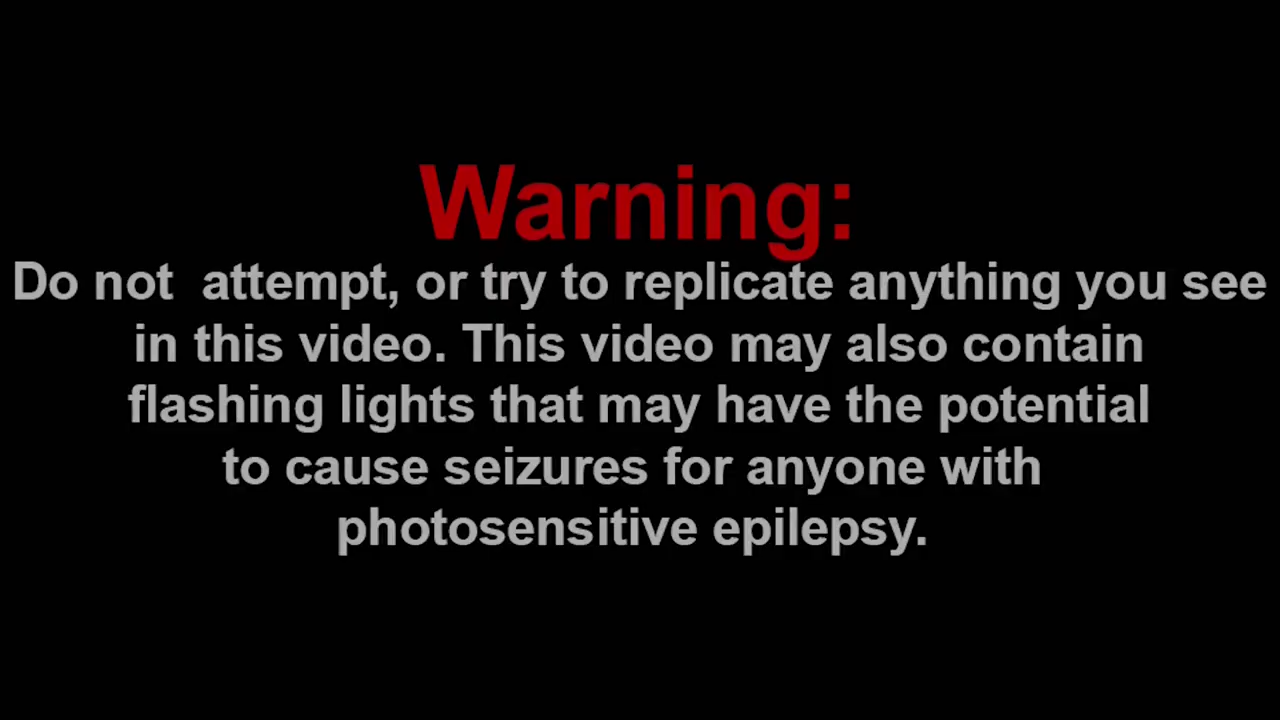 Warning:
Do not  attempt, or try to replicate anything you see
in this video. This video may also contain
flashing lights that may have the potential
to cause seizures for anyone with
photosensitive epilepsy.